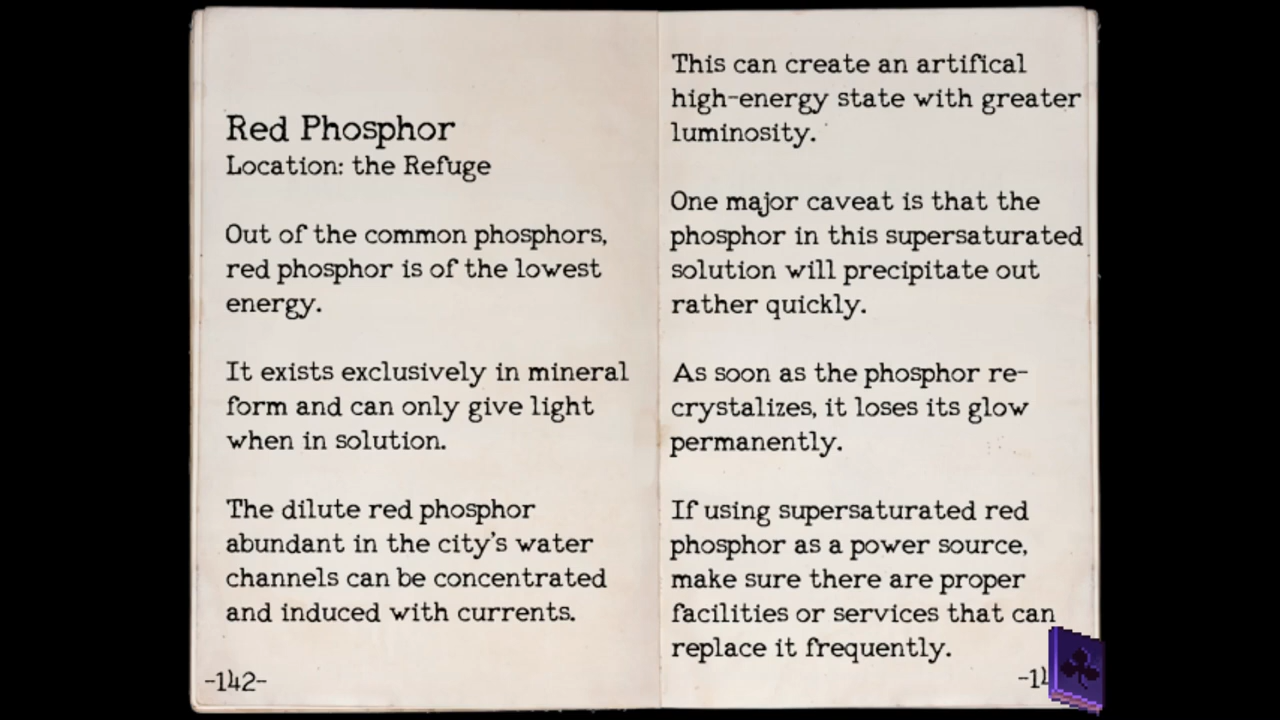 Red Phosphor
Location: the Refuge
Out of the common phosphors,
red phosphor is of the lowest
energy.
It exists exclusively in mineral
form and can only give light
when in solution.
The dilute red phosphor
abundant in the city's water
channels can be concentrated
and induced with currents.
-142-
This can create an artifical
high-energy state with greater
luminosity.
One major caveat is that the
phosphor in this supersaturated
solution will precipitate out
rather quickly.
As soon as the phosphor re-
crystalizes, it loses its glow
permanently.
If using supersaturated red
phosphor as a power source,
make sure there are proper
facilities or services that can
replace it frequently.